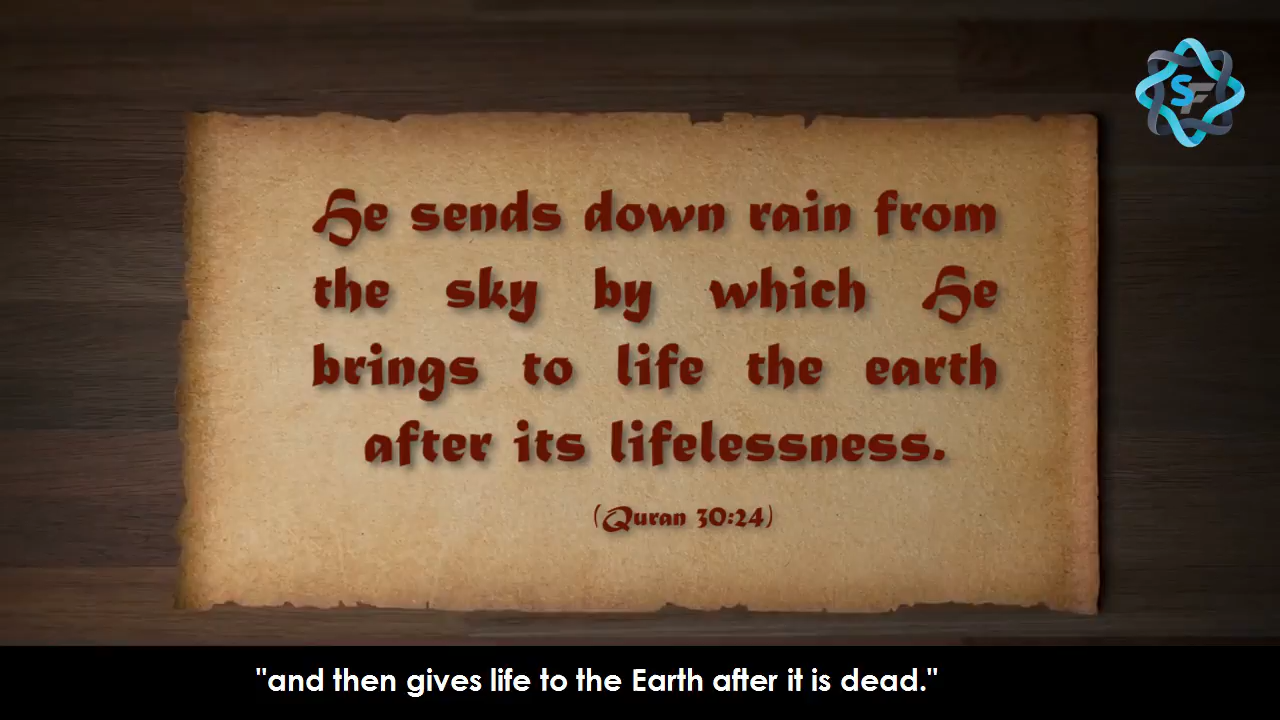 SF
He sends down rain from
the sky by which He
brings to life the earth
after its lifelessness.
(Quran 30:24)
"and then gives life to the Earth after it is dead."